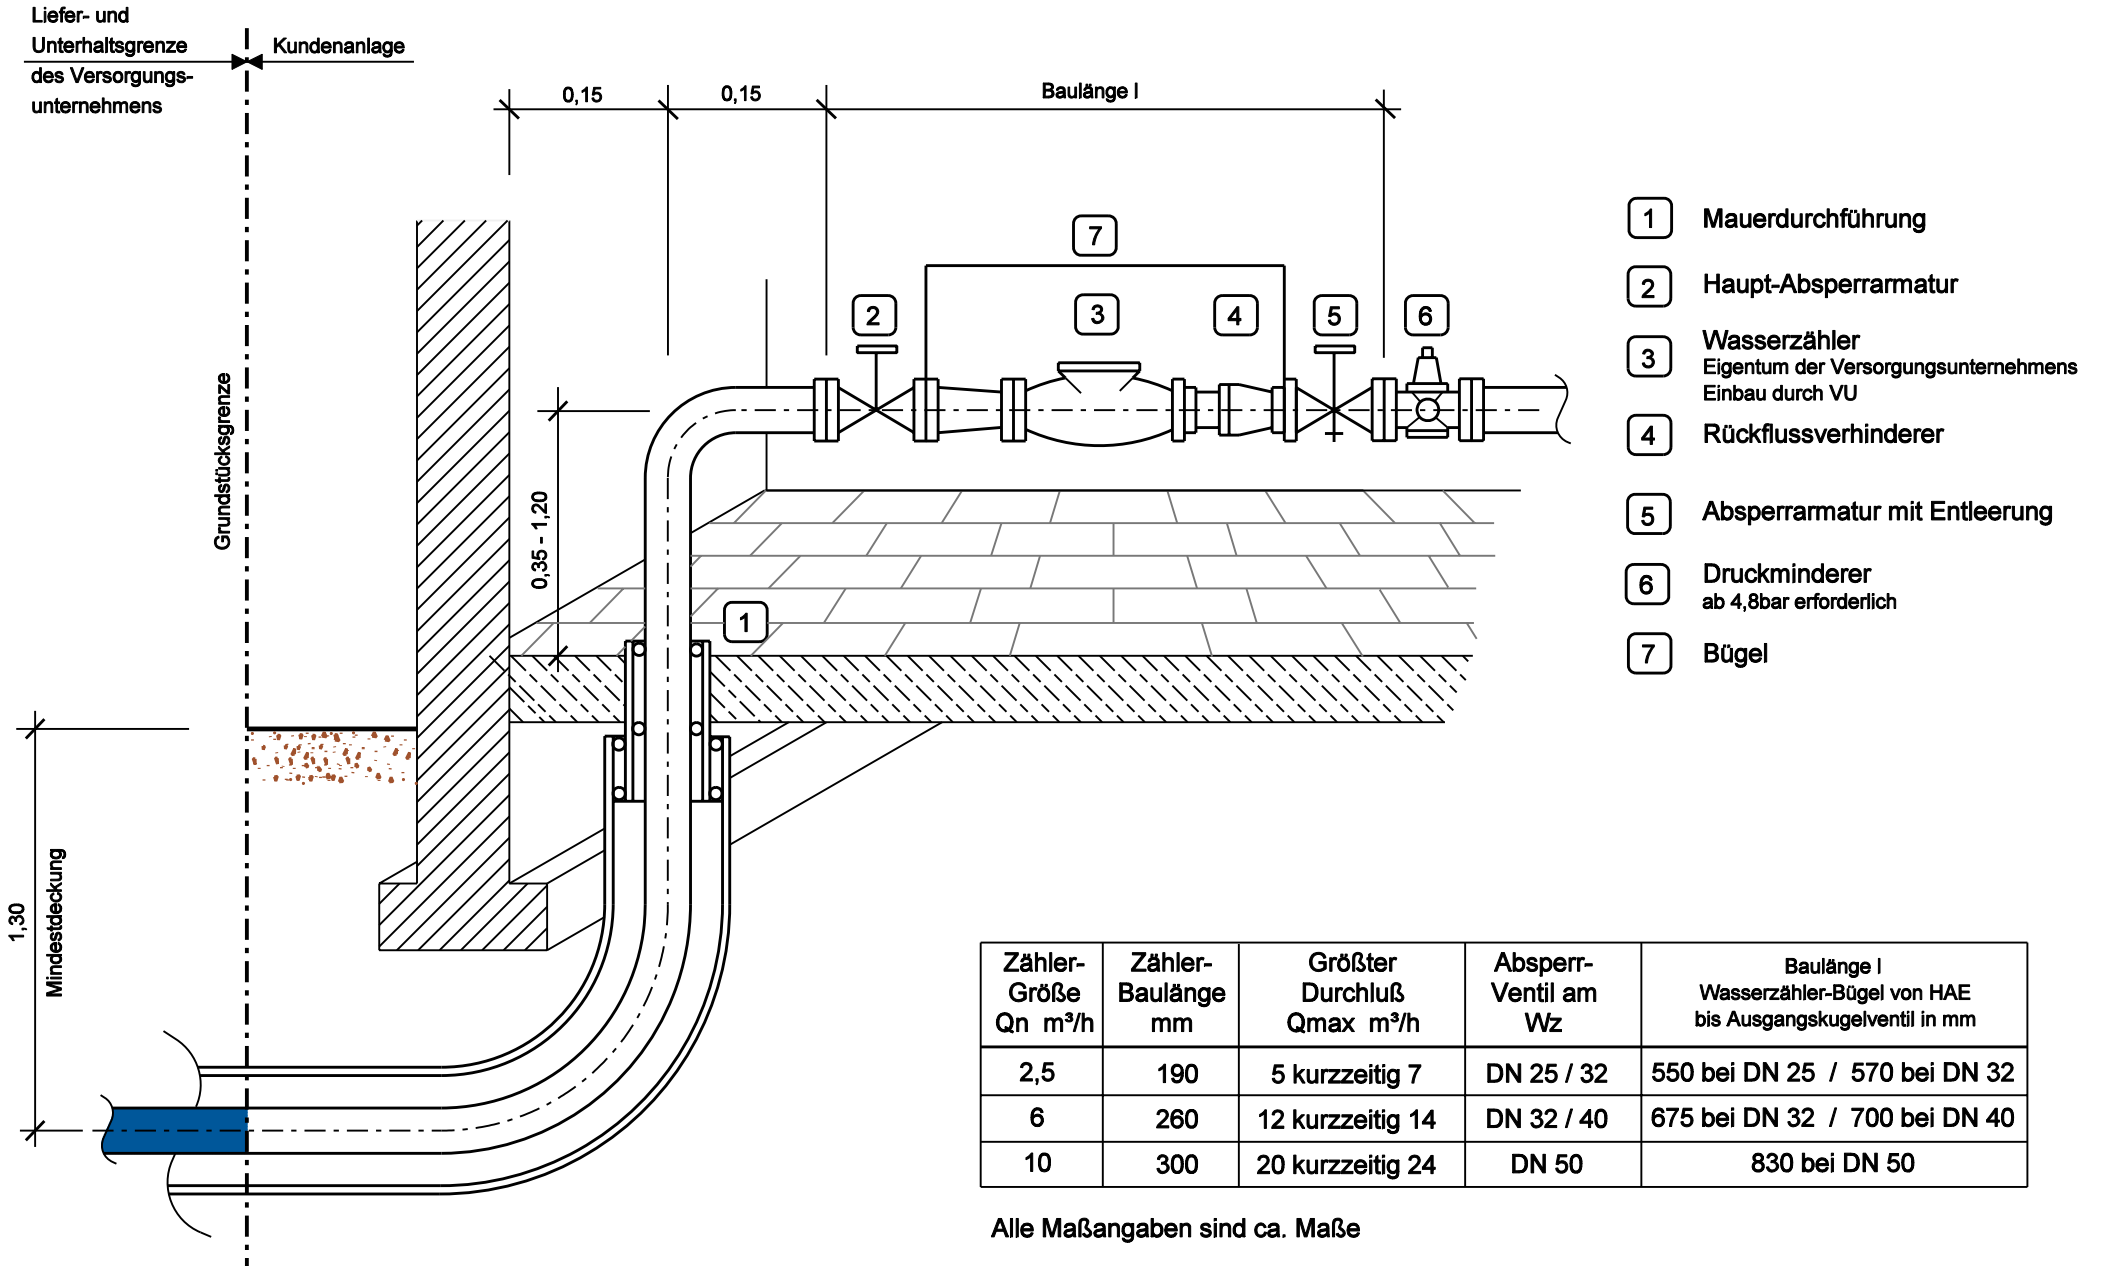 Liefer- und
Unterhaltsgrenze
des Versorgungs-
unternehmens
Kundenanlage
0,15
0,15
Baulänge l
Grundstücksgrenze
0,35 - 1,20
1,30
Mindestdeckung
7
2
3
4
5
6
1
1 Mauerdurchführung
2 Haupt-Absperrarmatur
3 Wasserzähler
Eigentum der Versorgungsunternehmens
Einbau durch VU
4 Rückflussverhinderer
5 Absperrarmatur mit Entleerung
6 Druckminderer
ab 4,8bar erforderlich
7 Bügel
Zähler-
Größe
Qn m³/h
Zähler-
Baulänge
mm
Größter
Durchluß
Qmax m³/h
Absperr-
Ventil am
Wz
Baulänge l
Wasserzähler-Bügel von HAE
bis Ausgangskugelventil in mm
2,5 190 5 kurzzeitig 7 DN 25 / 32 550 bei DN 25 / 570 bei DN 32
6 260 12 kurzzeitig 14 DN 32 / 40 675 bei DN 32 / 700 bei DN 40
10 300 20 kurzzeitig 24 DN 50 830 bei DN 50
Alle Maßangaben sind ca. Maße